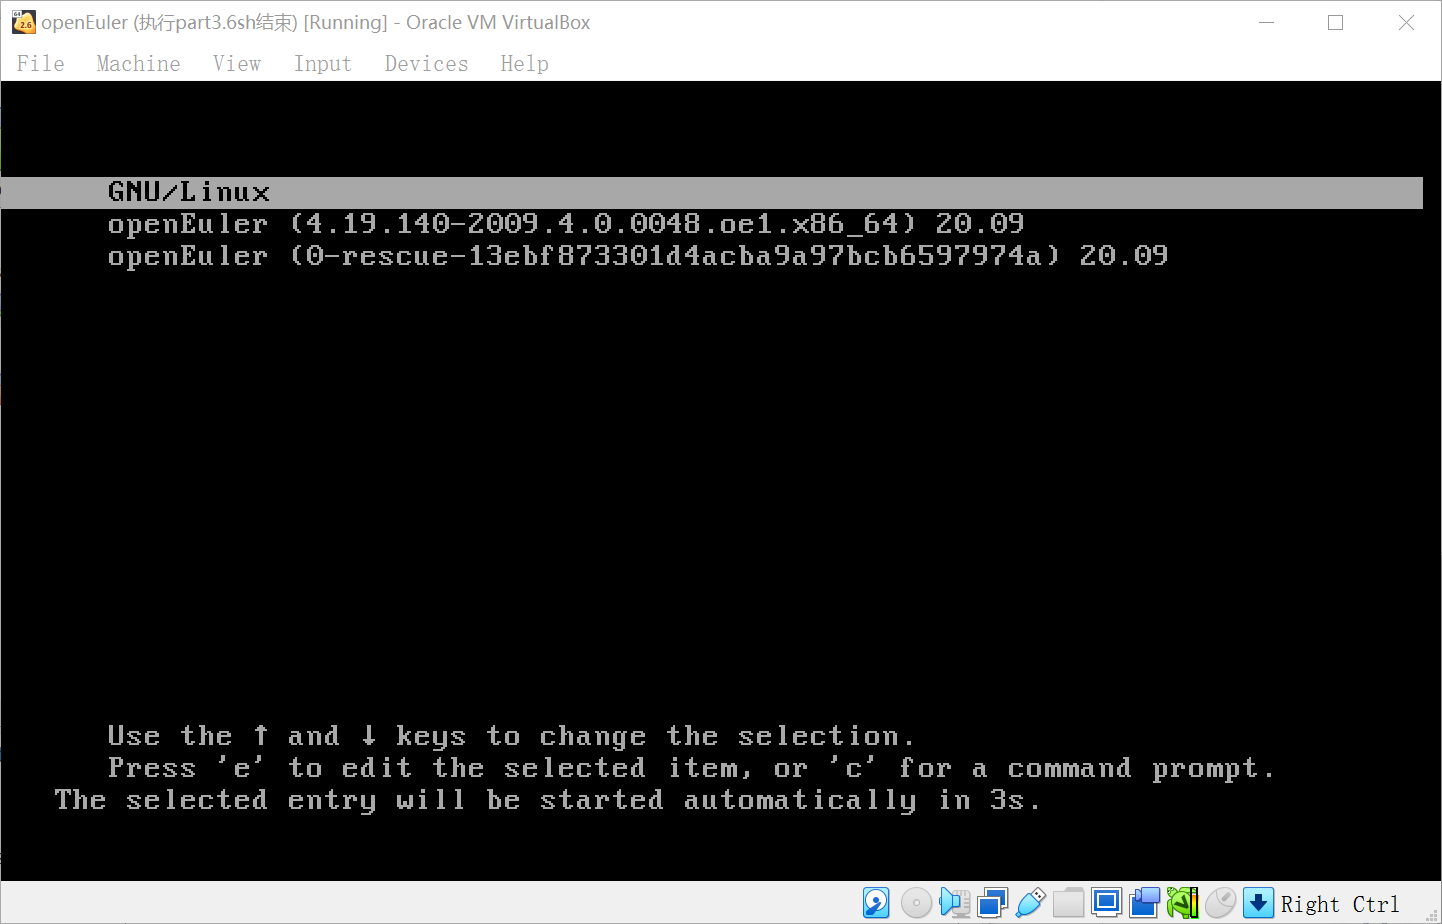 openEuler (执行part3.6sh结束) [Running] - Oracle VM VirtualBox
File Machine View Input Devices Help
GNU/Linux
openEuler (4.19.140-2009.4.0.0048.oe1.x86_64) 20.09
openEuler (0-rescue-13ebf873301d4acba9a97bcb6597974a) 20.09
Use the ↑ and ↓ keys to change the selection.
Press 'e' to edit the selected item, or 'c' for a command prompt.
The selected entry will be started automatically in 3s.
Right Ctrl